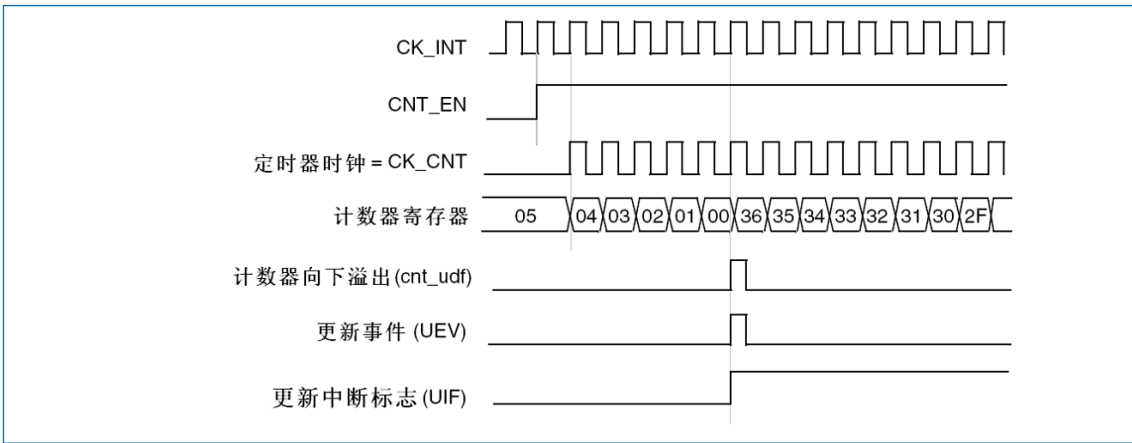 CK_INT
CNT_EN
定时器时钟 = CK_CNT
计数器寄存器 05 04 03 02 01 00 36 35 34 33 32 31 30 2F
计数器向下溢出(cnt_udf)
更新事件 (UEV)
更新中断标志(UIF)